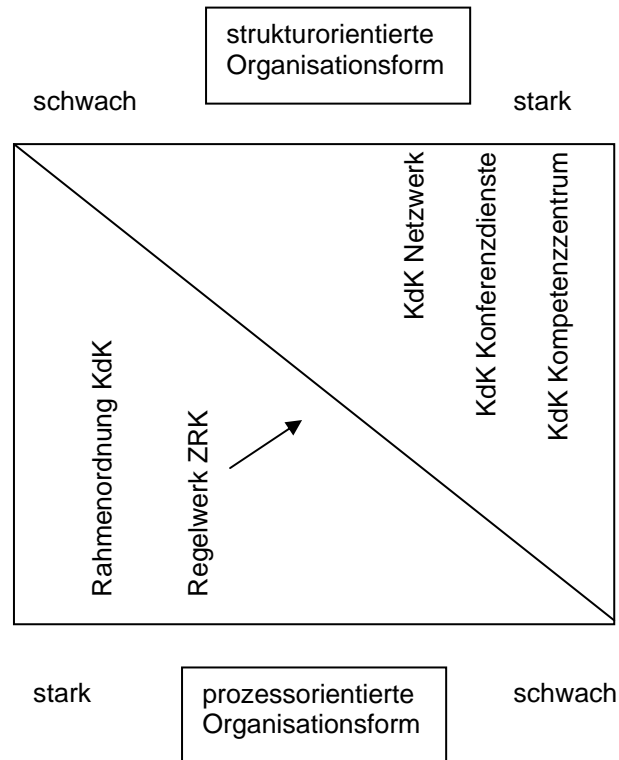 strukturorientierte
Organisationsform
schwach
stark
KdK Netzwerk
KdK Konferenzdienste
KdK Kompetenzzentrum
Rahmenordnung KdK
Regelwerk ZRK
stark
prozessorientierte
Organisationsform
schwach